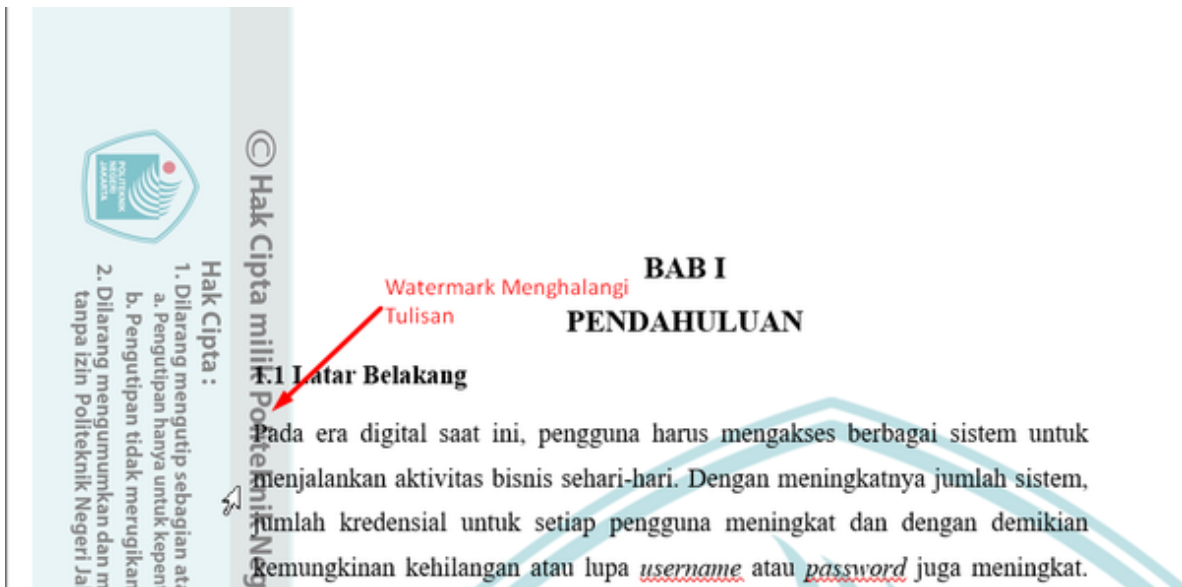 POLITEKNIK
NEGERI
JAKARTA
Hak Cipta :
1. Dilarang mengutip sebagian
a. Pengutipan hanya untuk
b. Pengutipan tidak merugikan
2. Dilarang mengumumkan dan
tanpa izin Politeknik Negeri
© Hak Cipta milik Politeknik
Watermark Menghalangi
Tulisan
BAB I
PENDAHULUAN
1.1 Latar Belakang
Pada era digital saat ini, pengguna harus mengakses berbagai sistem untuk
menjalankan aktivitas bisnis sehari-hari. Dengan meningkatnya jumlah sistem,
jumlah kredensial untuk setiap pengguna meningkat dan dengan demikian
kemungkinan kehilangan atau lupa username atau password juga meningkat.